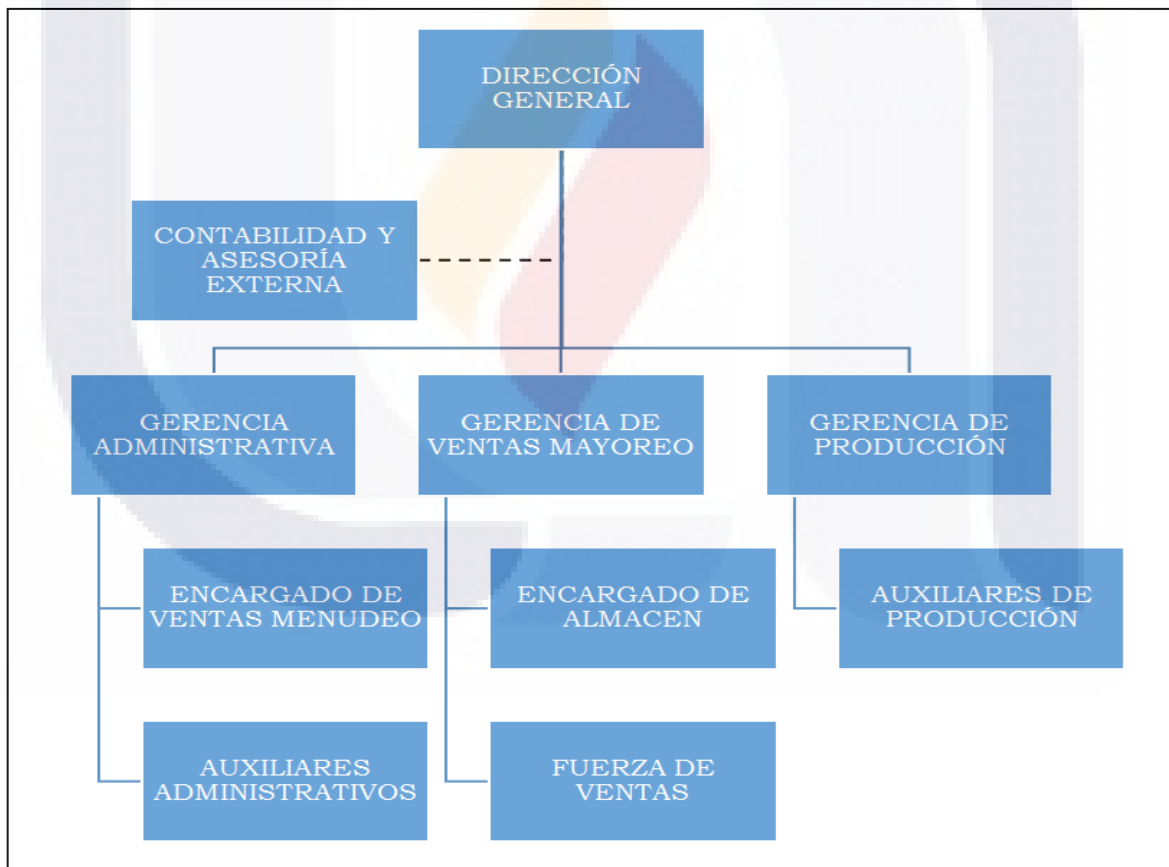 DIRECCIÓN
GENERAL
CONTABILIDAD Y
ASESORÍA
EXTERNA
GERENCIA
ADMINISTRATIVA
GERENCIA DE
VENTAS MAYOREO
GERENCIA DE
PRODUCCIÓN
ENCARGADO DE
VENTAS MENUDEO
ENCARGADO DE
ALMACEN
AUXILIARES DE
PRODUCCIÓN
AUXILIARES
ADMINISTRATIVOS
FUERZA DE
VENTAS